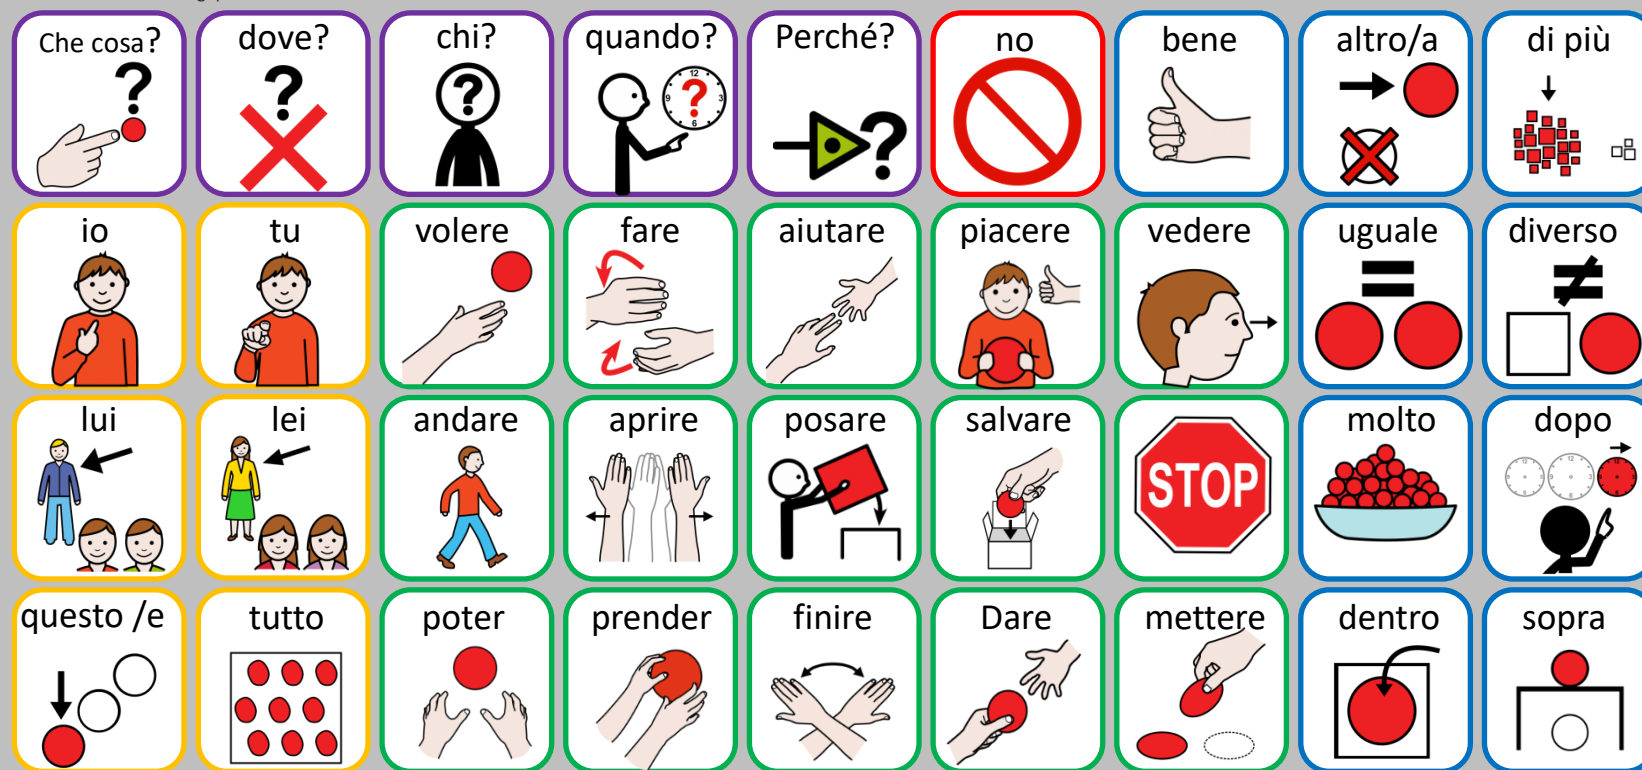 Che cosa?
dove?
chi?
quando?
Perché?
no
bene
altro/a
di più
io
tu
volere
fare
aiutare
piacere
vedere
uguale
diverso
lui
lei
andare
aprire
posare
salvare
STOP
molto
dopo
questo /e
tutto
poter
prender
finire
Dare
mettere
dentro
sopra